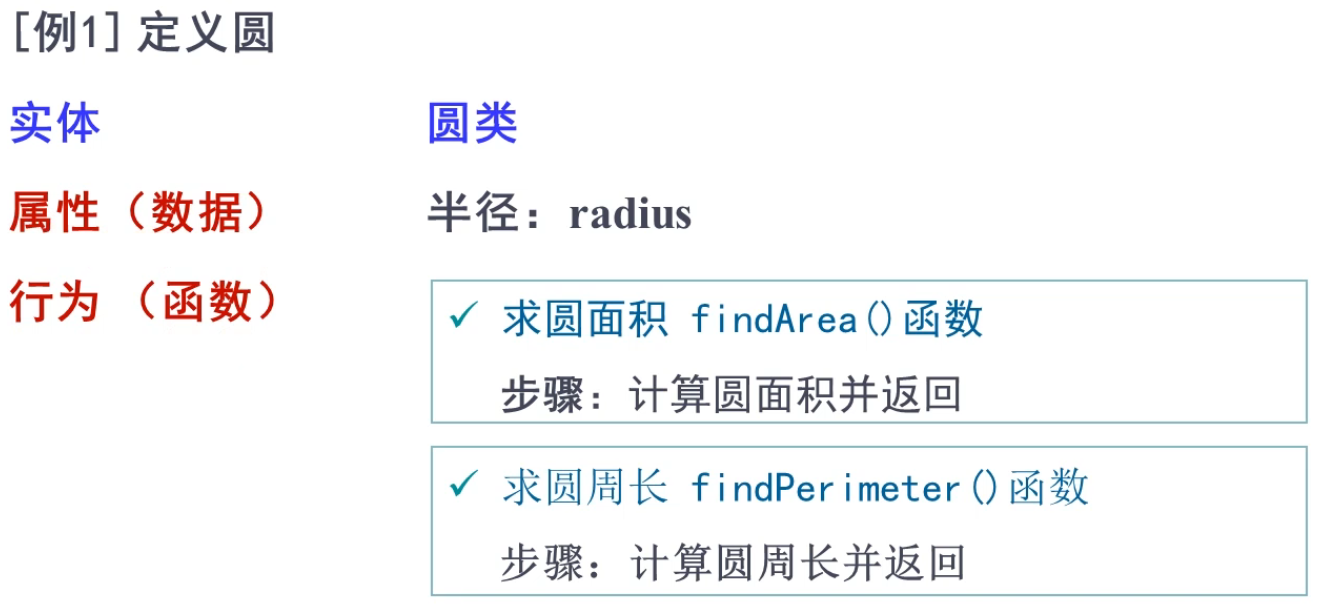 [例1] 定义圆
实体 圆类
属性（数据） 半径：radius
行为（函数）
✓ 求圆面积 findArea()函数
步骤：计算圆面积并返回
✓ 求圆周长 findPerimeter()函数
步骤：计算圆周长并返回